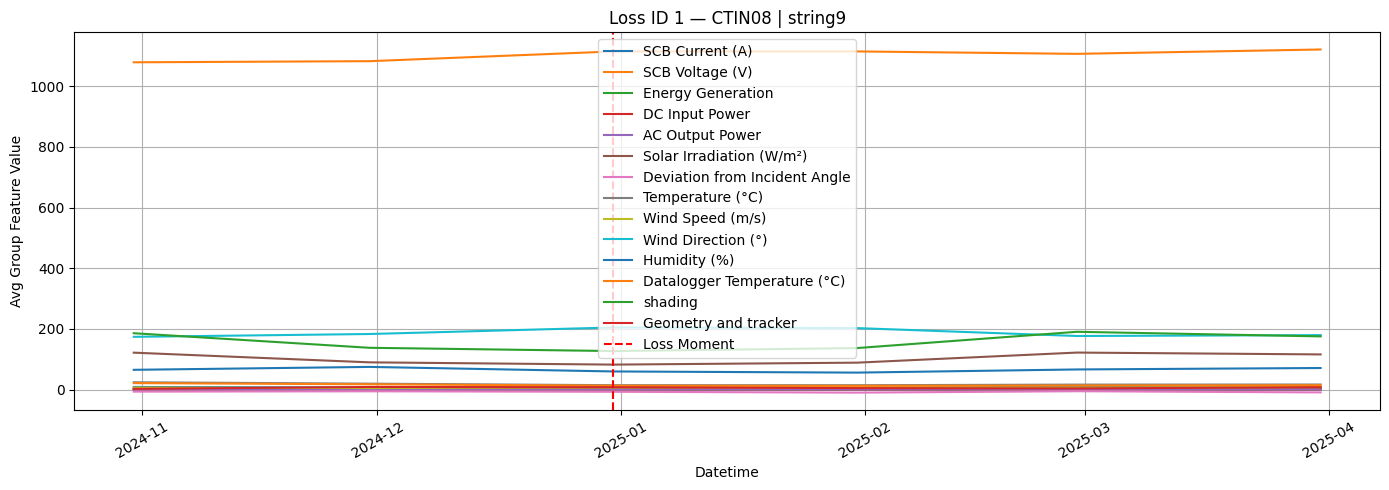 Loss ID 1 — CTIN08 | string9
Avg Group Feature Value
1000
800
600
400
200
0
SCB Current (A)
SCB Voltage (V)
Energy Generation
DC Input Power
AC Output Power
Solar Irradiation (W/m²)
Deviation from Incident Angle
Temperature (°C)
Wind Speed (m/s)
Wind Direction (°)
Humidity (%)
Datalogger Temperature (°C)
shading
Geometry and tracker
Loss Moment
2024-11
2024-12
2025-01
2025-02
2025-03
2025-04
Datetime